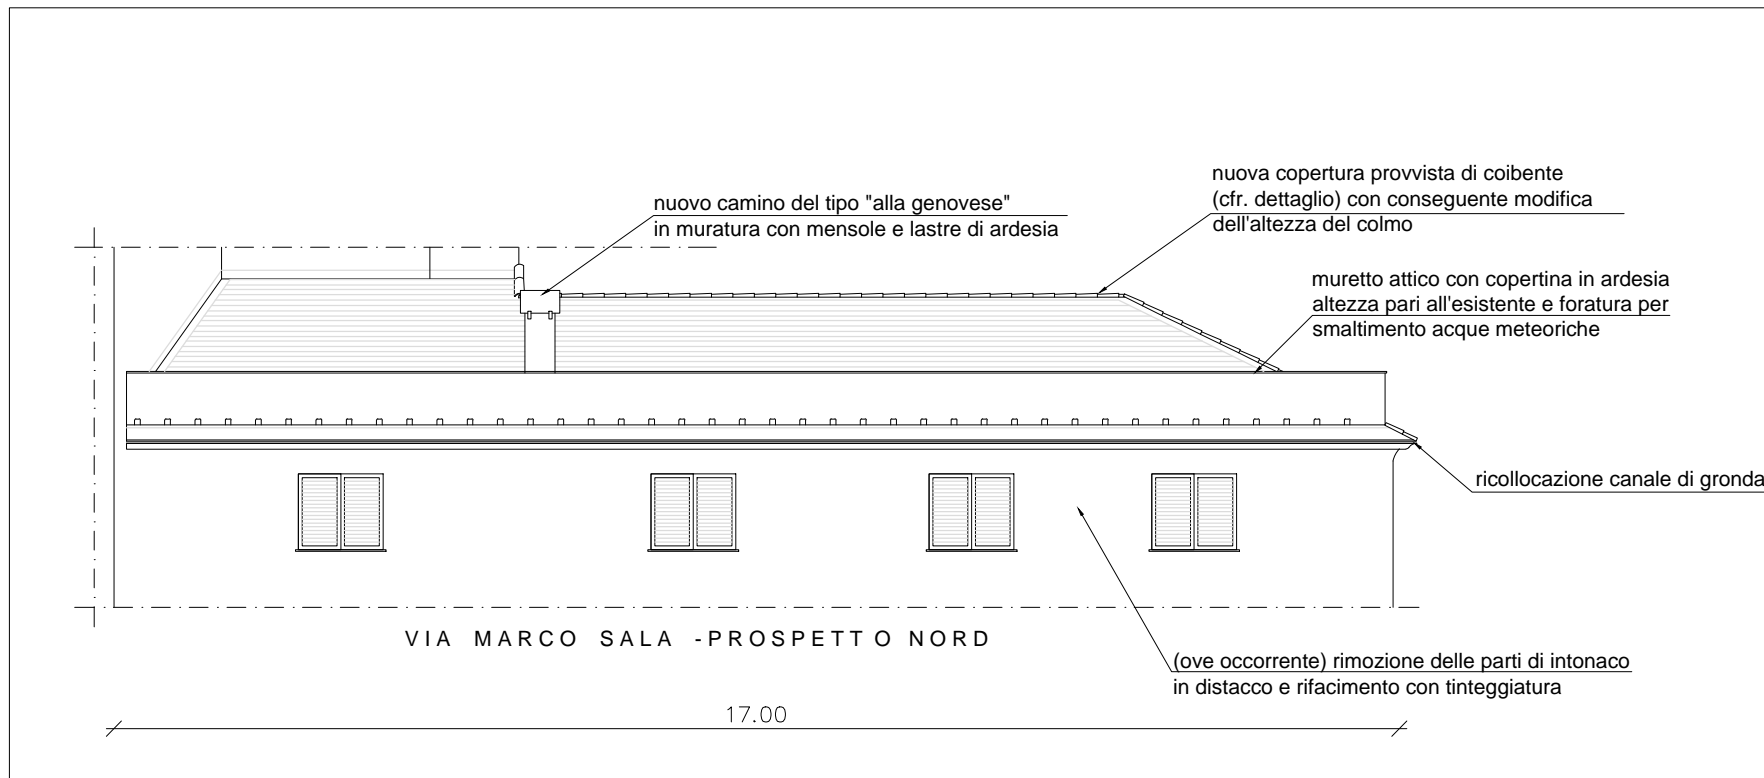 nuova copertura provvista di coibente
(cfr. dettaglio) con conseguente modifica
dell'altezza del colmo
nuovo camino del tipo "alla genovese"
in muratura con mensole e lastre di ardesia
muretto attico con copertina in ardesia
altezza pari all'esistente e foratura per
smaltimento acque meteoriche
ricollocazione canale di gronda
VIA MARCO SALA -PROSPETTO NORD
(ove occorrente) rimozione delle parti di intonaco
in distacco e rifacimento con tinteggiatura
17.00